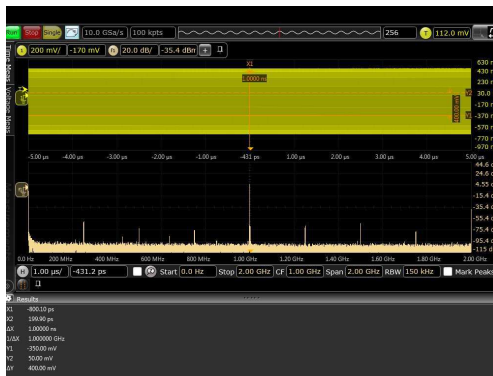 Run Stop Single 10.0 GSa/s 100 kpts 256 T 112.0 mV
1 200 mV/ -170 mV 20.0 dB/ -35.4 dBm +
Time Meas
Voltage Meas
X1
1.0000 ns
400.00 mV
630
430
230
30.0
-170
-370
-570
-770
-970
-5.00 µs -4.00 µs -3.00 µs -2.00 µs -1.00 µs -431 ps 1.00 µs 2.00 µs 3.00 µs 4.00 µs 5.00 µs
44.6
24.6
4.55
-15.4
-35.4
-55.4
-75.4
-95.4
-115
0.0 Hz 200 MHz 400 MHz 600 MHz 800 MHz 1.00 GHz 1.20 GHz 1.40 GHz 1.60 GHz 1.80 GHz 2.00 GHz
H 1.00 µs/ -431.2 ps Start 0.0 Hz Stop 2.00 GHz CF 1.00 GHz Span 2.00 GHz RBW 150 kHz Mark Peaks
Results
X1 -800.10 ps
X2 199.90 ps
ΔX 1.00000 ns
1/ΔX 1.000000 GHz
Y1 -350.00 mV
Y2 50.00 mV
ΔY 400.00 mV